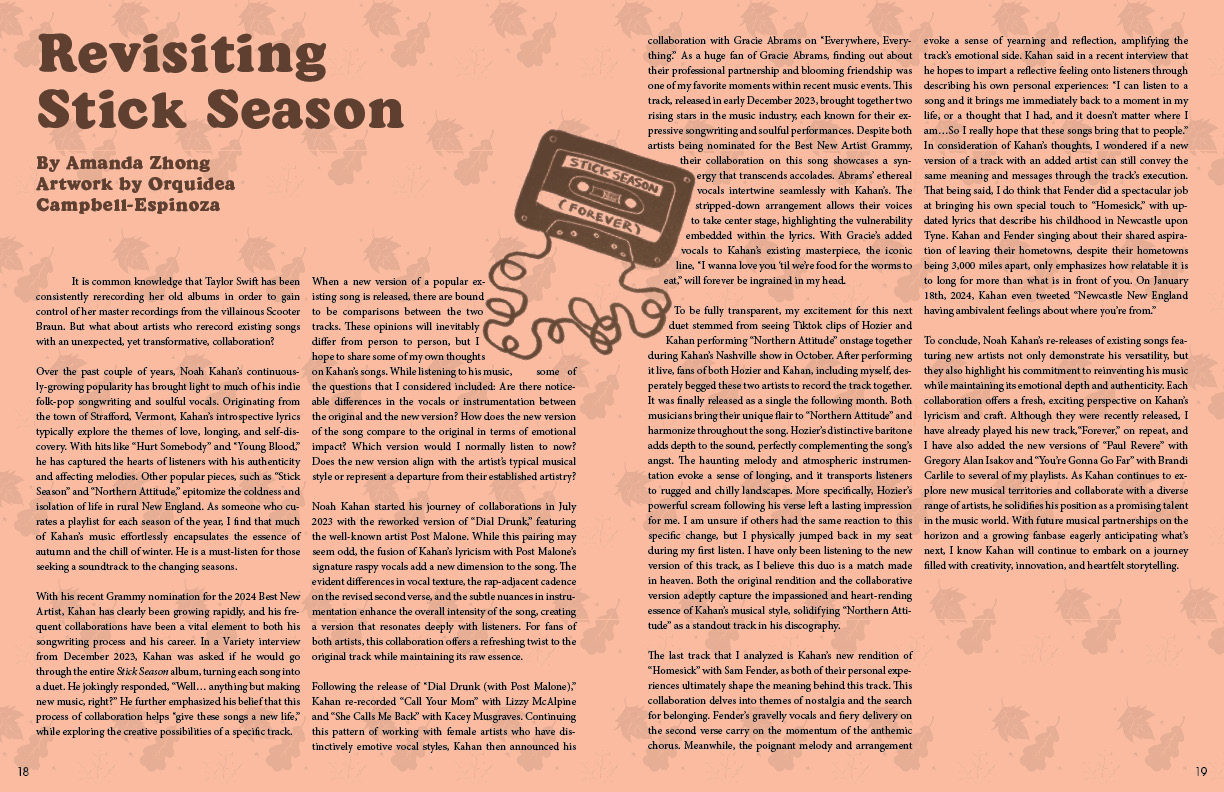 Revisiting
Stick Season
By Amanda Zhong
Artwork by Orquidea
Campbell-Espinoza
STICK SEASON
(FOREVER)
It is common knowledge that Taylor Swift has been
consistently rerecording her old albums in order to gain
control of her master recordings from the villainous Scooter
Braun. But what about artists who rerecord existing songs
with an unexpected, yet transformative, collaboration?
Over the past couple of years, Noah Kahan's continuous-
ly-growing popularity has brought light to much of his indie
folk-pop songwriting and soulful vocals. Originating from
the town of Strafford, Vermont, Kahan's introspective lyrics
typically explore the themes of love, longing, and self-dis-
covery. With hits like "Hurt Somebody" and "Young Blood,"
he has captured the hearts of listeners with his authenticity
and affecting melodies. Other popular pieces, such as "Stick
Season" and "Northern Attitude," epitomize the coldness and
isolation of life in rural New England. As someone who cu-
rates a playlist for each season of the year, I find that much
of Kahan's music effortlessly encapsulates the essence of
autumn and the chill of winter. He is a must-listen for those
seeking a soundtrack to the changing seasons.
With his recent Grammy nomination for the 2024 Best New
Artist, Kahan has clearly been growing rapidly, and his fre-
quent collaborations have been a vital element to both his
songwriting process and his career. In a Variety interview
from December 2023, Kahan was asked if he would go
through the entire Stick Season album, turning each song into
a duet. He jokingly responded, "Well… anything but making
new music, right?" He further emphasized his belief that this
process of collaboration helps "give these songs a new life,"
while exploring the creative possibilities of a specific track.
When a new version of a popular ex-
isting song is released, there are bound
to be comparisons between the two
tracks. These opinions will inevitably
differ from person to person, but I
hope to share some of my own thoughts
on Kahan's songs. While listening to his music, some of
the questions that I considered included: Are there notice-
able differences in the vocals or instrumentation between
the original and the new version? How does the new version
of the song compare to the original in terms of emotional
impact? Which version would I normally listen to now?
Does the new version align with the artist's typical musical
style or represent a departure from their established artistry?
Noah Kahan started his journey of collaborations in July
2023 with the reworked version of "Dial Drunk," featuring
the well-known artist Post Malone. While this pairing may
seem odd, the fusion of Kahan's lyricism with Post Malone's
signature raspy vocals add a new dimension to the song. The
evident differences in vocal texture, the rap-adjacent cadence
on the revised second verse, and the subtle nuances in instru-
mentation enhance the overall intensity of the song, creating
a version that resonates deeply with listeners. For fans of
both artists, this collaboration offers a refreshing twist to the
original track while maintaining its raw essence.
Following the release of "Dial Drunk (with Post Malone),"
Kahan re-recorded "Call Your Mom" with Lizzy McAlpine
and "She Calls Me Back" with Kacey Musgraves. Continuing
this pattern of working with female artists who have dis-
tinctively emotive vocal styles, Kahan then announced his
collaboration with Gracie Abrams on "Everywhere, Every-
thing." As a huge fan of Gracie Abrams, finding out about
their professional partnership and blooming friendship was
one of my favorite moments within recent music events. This
track, released in early December 2023, brought together two
rising stars in the music industry, each known for their ex-
pressive songwriting and soulful performances. Despite both
artists being nominated for the Best New Artist Grammy,
their collaboration on this song showcases a syn-
ergy that transcends accolades. Abrams' ethereal
vocals intertwine seamlessly with Kahan's. The
stripped-down arrangement allows their voices
to take center stage, highlighting the vulnerability
embedded within the lyrics. With Gracie's added
vocals to Kahan's existing masterpiece, the iconic
line, "I wanna love you 'til we're food for the worms to
eat," will forever be ingrained in my head.
To be fully transparent, my excitement for this next
duet stemmed from seeing Tiktok clips of Hozier and
Kahan performing "Northern Attitude" onstage together
during Kahan's Nashville show in October. After performing
it live, fans of both Hozier and Kahan, including myself, des-
perately begged these two artists to record the track together.
It was finally released as a single the following month. Both
musicians bring their unique flair to "Northern Attitude" and
harmonize throughout the song. Hozier's distinctive baritone
adds depth to the sound, perfectly complementing the song's
angst. The haunting melody and atmospheric instrumen-
tation evoke a sense of longing, and it transports listeners
to rugged and chilly landscapes. More specifically, Hozier's
powerful scream following his verse left a lasting impression
for me. I am unsure if others had the same reaction to this
specific change, but I physically jumped back in my seat
during my first listen. I have only been listening to the new
version of this track, as I believe this duo is a match made
in heaven. Both the original rendition and the collaborative
version adeptly capture the impassioned and heart-rending
essence of Kahan's musical style, solidifying "Northern Atti-
tude" as a standout track in his discography.
The last track that I analyzed is Kahan's new rendition of
"Homesick" with Sam Fender, as both of their personal expe-
riences ultimately shape the meaning behind this track. This
collaboration delves into themes of nostalgia and the search
for belonging. Fender's gravelly vocals and fiery delivery on
the second verse carry on the momentum of the anthemic
chorus. Meanwhile, the poignant melody and arrangement
evoke a sense of yearning and reflection, amplifying the
track's emotional side. Kahan said in a recent interview that
he hopes to impart a reflective feeling onto listeners through
describing his own personal experiences: "I can listen to a
song and it brings me immediately back to a moment in my
life, or a thought that I had, and it doesn't matter where I
am…So I really hope that these songs bring that to people."
In consideration of Kahan's thoughts, I wondered if a new
version of a track with an added artist can still convey the
same meaning and messages through the track's execution.
That being said, I do think that Fender did a spectacular job
at bringing his own special touch to "Homesick," with up-
dated lyrics that describe his childhood in Newcastle upon
Tyne. Kahan and Fender singing about their shared aspira-
tion of leaving their hometowns, despite their hometowns
being 3,000 miles apart, only emphasizes how relatable it is
to long for more than what is in front of you. On January
18th, 2024, Kahan even tweeted "Newcastle New England
having ambivalent feelings about where you're from."
To conclude, Noah Kahan's re-releases of existing songs fea-
turing new artists not only demonstrate his versatility, but
they also highlight his commitment to reinventing his music
while maintaining its emotional depth and authenticity. Each
collaboration offers a fresh, exciting perspective on Kahan's
lyricism and craft. Although they were recently released, I
have already played his new track,"Forever," on repeat, and
I have also added the new versions of "Paul Revere" with
Gregory Alan Isakov and "You're Gonna Go Far" with Brandi
Carlile to several of my playlists. As Kahan continues to ex-
plore new musical territories and collaborate with a diverse
range of artists, he solidifies his position as a promising talent
in the music world. With future musical partnerships on the
horizon and a growing fanbase eagerly anticipating what's
next, I know Kahan will continue to embark on a journey
filled with creativity, innovation, and heartfelt storytelling.
18
19